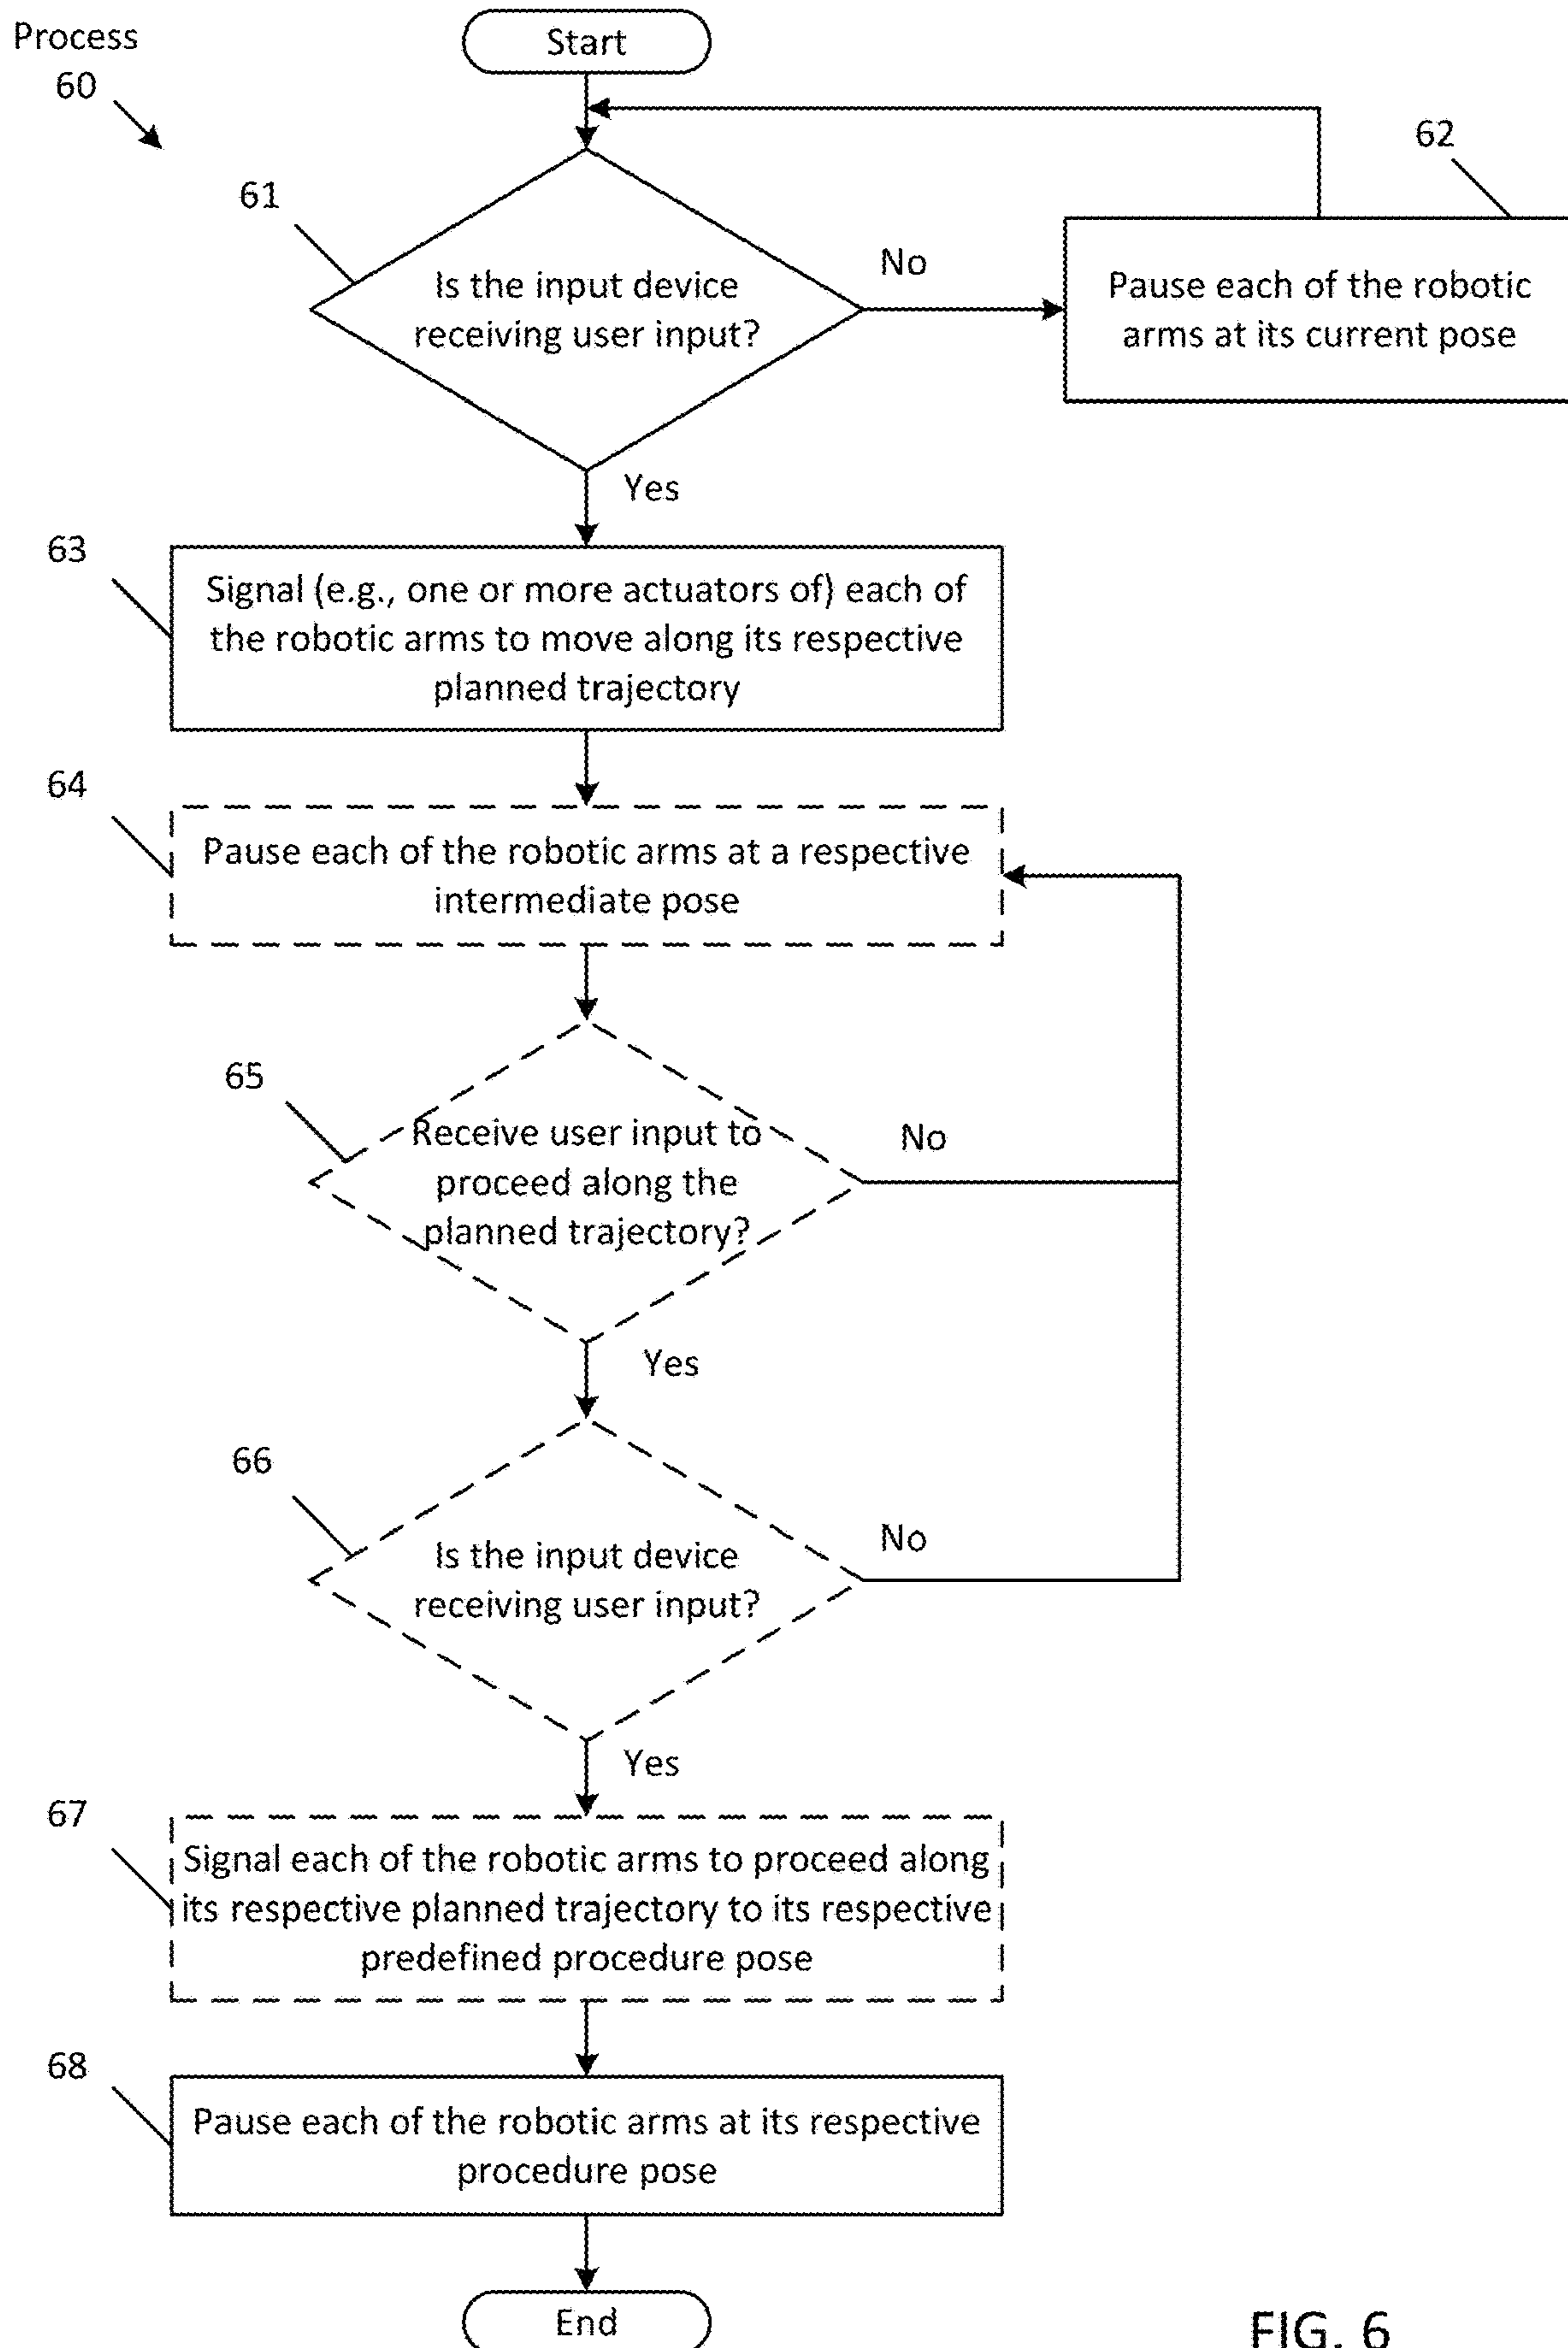 Process
60
Start
62
61
Is the input device
receiving user input?
No
Pause each of the robotic
arms at its current pose
Yes
63
Signal (e.g., one or more actuators of) each of
the robotic arms to move along its respective
planned trajectory
64
Pause each of the robotic arms at a respective
intermediate pose
65
Receive user input to
proceed along the
planned trajectory?
No
Yes
66
Is the input device
receiving user input?
No
Yes
67
Signal each of the robotic arms to proceed along
its respective planned trajectory to its respective
predefined procedure pose
68
Pause each of the robotic arms at its respective
procedure pose
End
FIG. 6